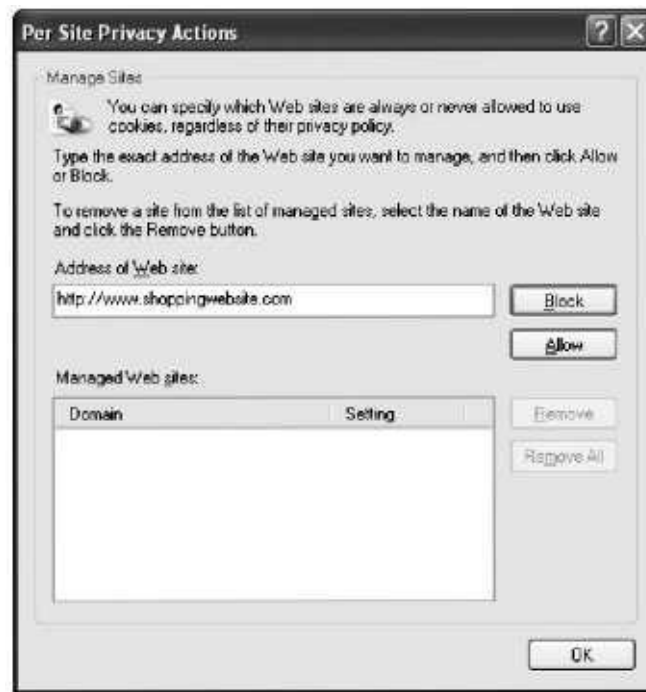 Per Site Privacy Actions
Manage Sites
You can specify which Web sites are always or never allowed to use
cookies, regardless of their privacy policy.
Type the exact address of the Web site you want to manage, and then click Allow
or Block.
To remove a site from the list of managed sites, select the name of the Web site
and click the Remove button.
Address of Web site:
http://www.shoppingwebsite.com
Block
Allow
Managed Web sites:
Domain Setting
Remove
Remove All
OK